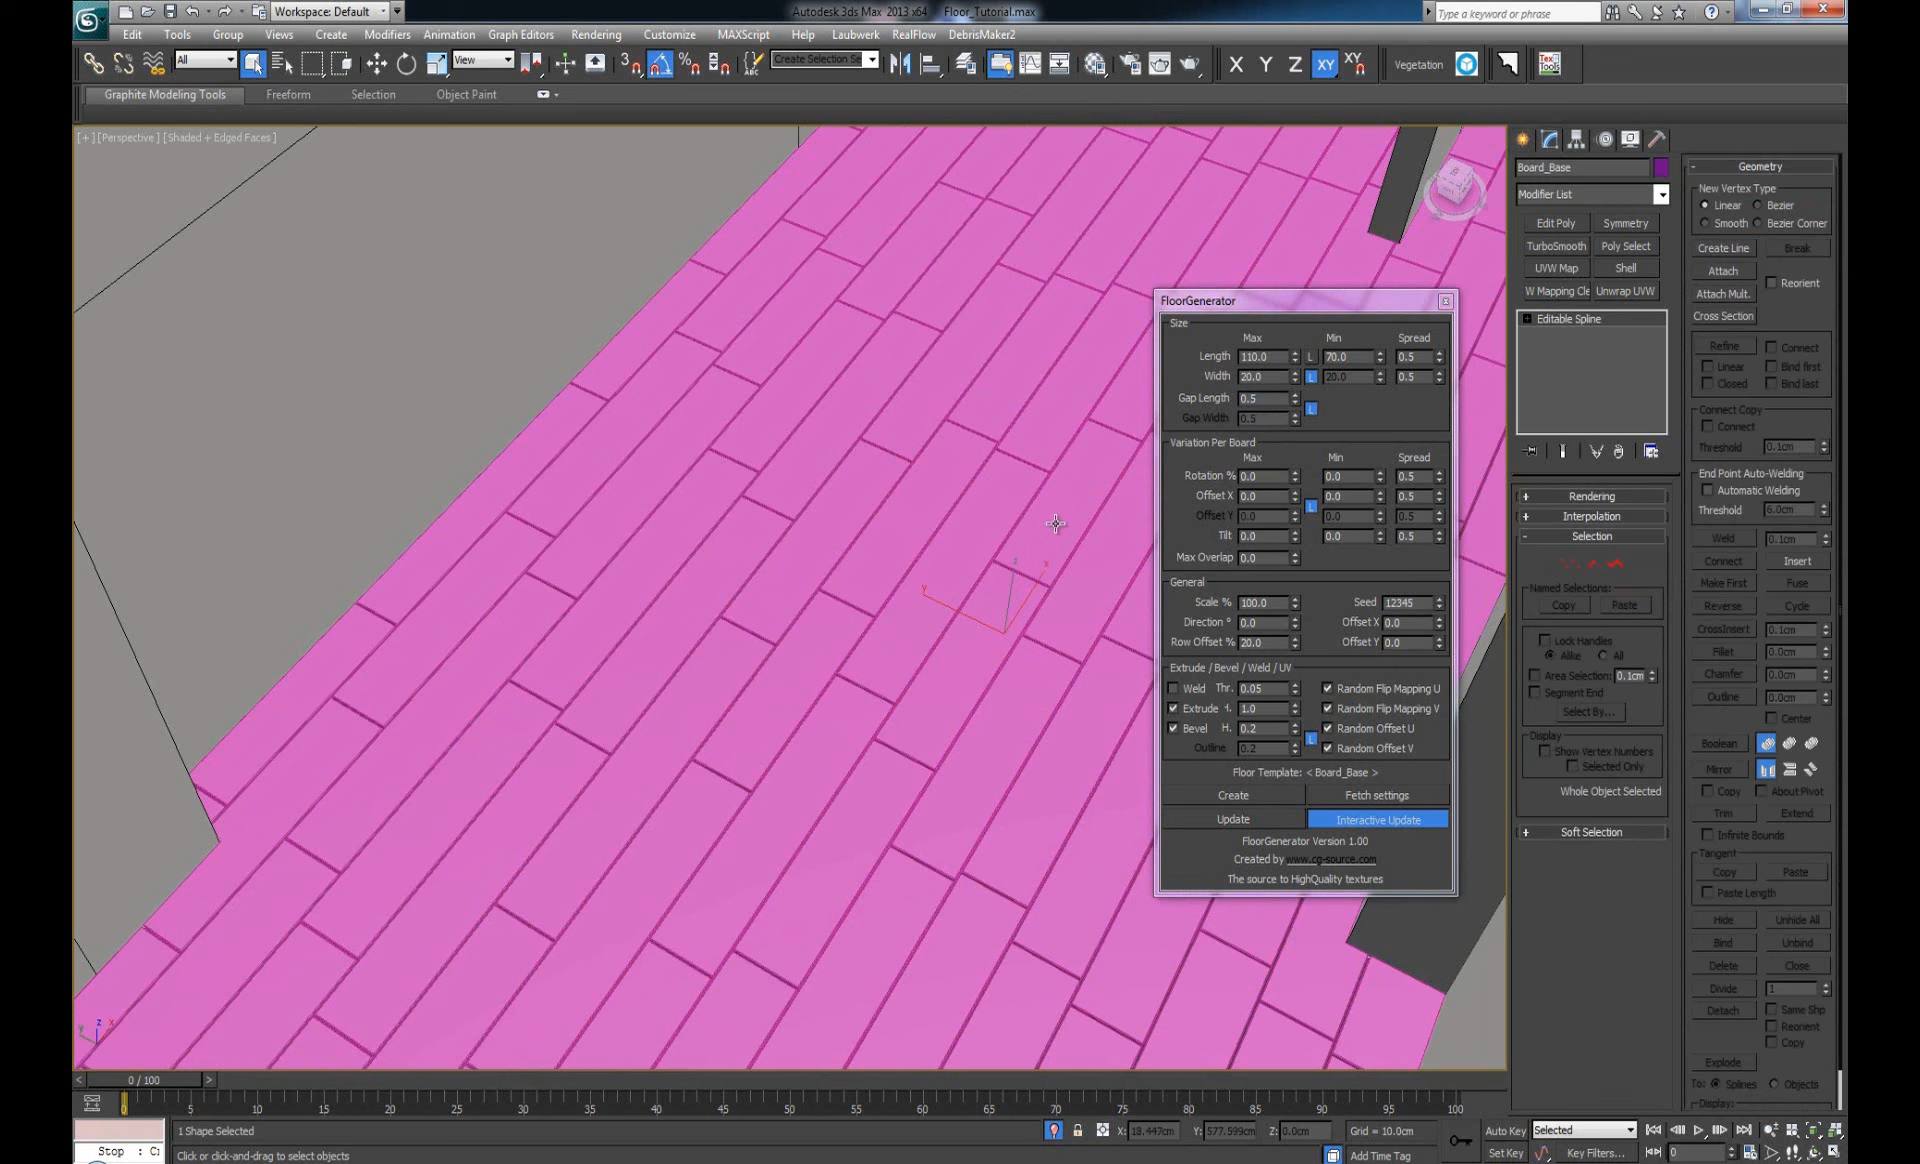 Workspace: Default
Autodesk 3ds Max 2013 x64 Floor_Tutorial.max
Type a keyword or phrase
Edit Tools Group Views Create Modifiers Animation Graph Editors Rendering Customize MAXScript Help Laubwerk RealFlow DebrisMaker2
All View 3 Create Selection Se X Y Z XY XY Vegetation
Graphite Modeling Tools Freeform Selection Object Paint
[ + ] [Perspective ] [Shaded + Edged Faces ]
FloorGenerator
Size
Max Min Spread
Length 110.0 L 70.0 0.5
Width 20.0 L 20.0 0.5
Gap Length 0.5 L
Gap Width 0.5
Variation Per Board
Max Min Spread
Rotation % 0.0 0.0 0.5
Offset X 0.0 L 0.0 0.5
Offset Y 0.0 0.0 0.5
Tilt 0.0 0.0 0.5
Max Overlap 0.0
General
Scale % 100.0 Seed 12345
Direction ° 0.0 Offset X 0.0
Row Offset % 20.0 Offset Y 0.0
Extrude / Bevel / Weld / UV
Weld Thr. 0.05 Random Flip Mapping U
Extrude 1.0 Random Flip Mapping V
Bevel H. 0.2 L Random Offset U
Outline 0.2 Random Offset V
Floor Template: < Board_Base >
Create Fetch settings
Update Interactive Update
FloorGenerator Version 1.00
Created by www.cg-source.com
The source to HighQuality textures
Board_Base
Modifier List
Edit Poly Symmetry
TurboSmooth Poly Select
UVW Map Shell
W Mapping Cle Unwrap UVW
Editable Spline
+ Rendering
+ Interpolation
- Selection
Named Selections:
Copy Paste
Lock Handles
Alike All
Area Selection: 0.1cm
Segment End
Select By...
Display
Show Vertex Numbers
Selected Only
Whole Object Selected
+ Soft Selection
- Geometry
New Vertex Type
Linear Bezier
Smooth Bezier Corner
Create Line Break
Attach
Reorient
Attach Mult.
Cross Section
Refine Connect
Linear Bind first
Closed Bind last
Connect Copy
Connect
Threshold 0.1cm
End Point Auto-Welding
Automatic Welding
Threshold 6.0cm
Weld 0.1cm
Connect Insert
Make First Fuse
Reverse Cycle
CrossInsert 0.1cm
Fillet 0.0cm
Chamfer 0.0cm
Outline 0.0cm
Center
Boolean
Mirror
Copy About Pivot
Trim Extend
Infinite Bounds
Tangent
Copy Paste
Paste Length
Hide Unhide All
Bind Unbind
Delete Close
Divide 1
Detach Same Shp
Reorient
Copy
Explode
To: Splines Objects
Display:
< 0 / 100 >
0 5 10 15 20 25 30 35 40 45 50 55 60 65 70 75 80 85 90 95 100
1 Shape Selected X: 18.447cm Y: 577.599cm Z: 0.0cm Grid = 10.0cm Auto Key Selected
Stop : C: Click or click-and-drag to select objects Add Time Tag Set Key Key Filters... 0